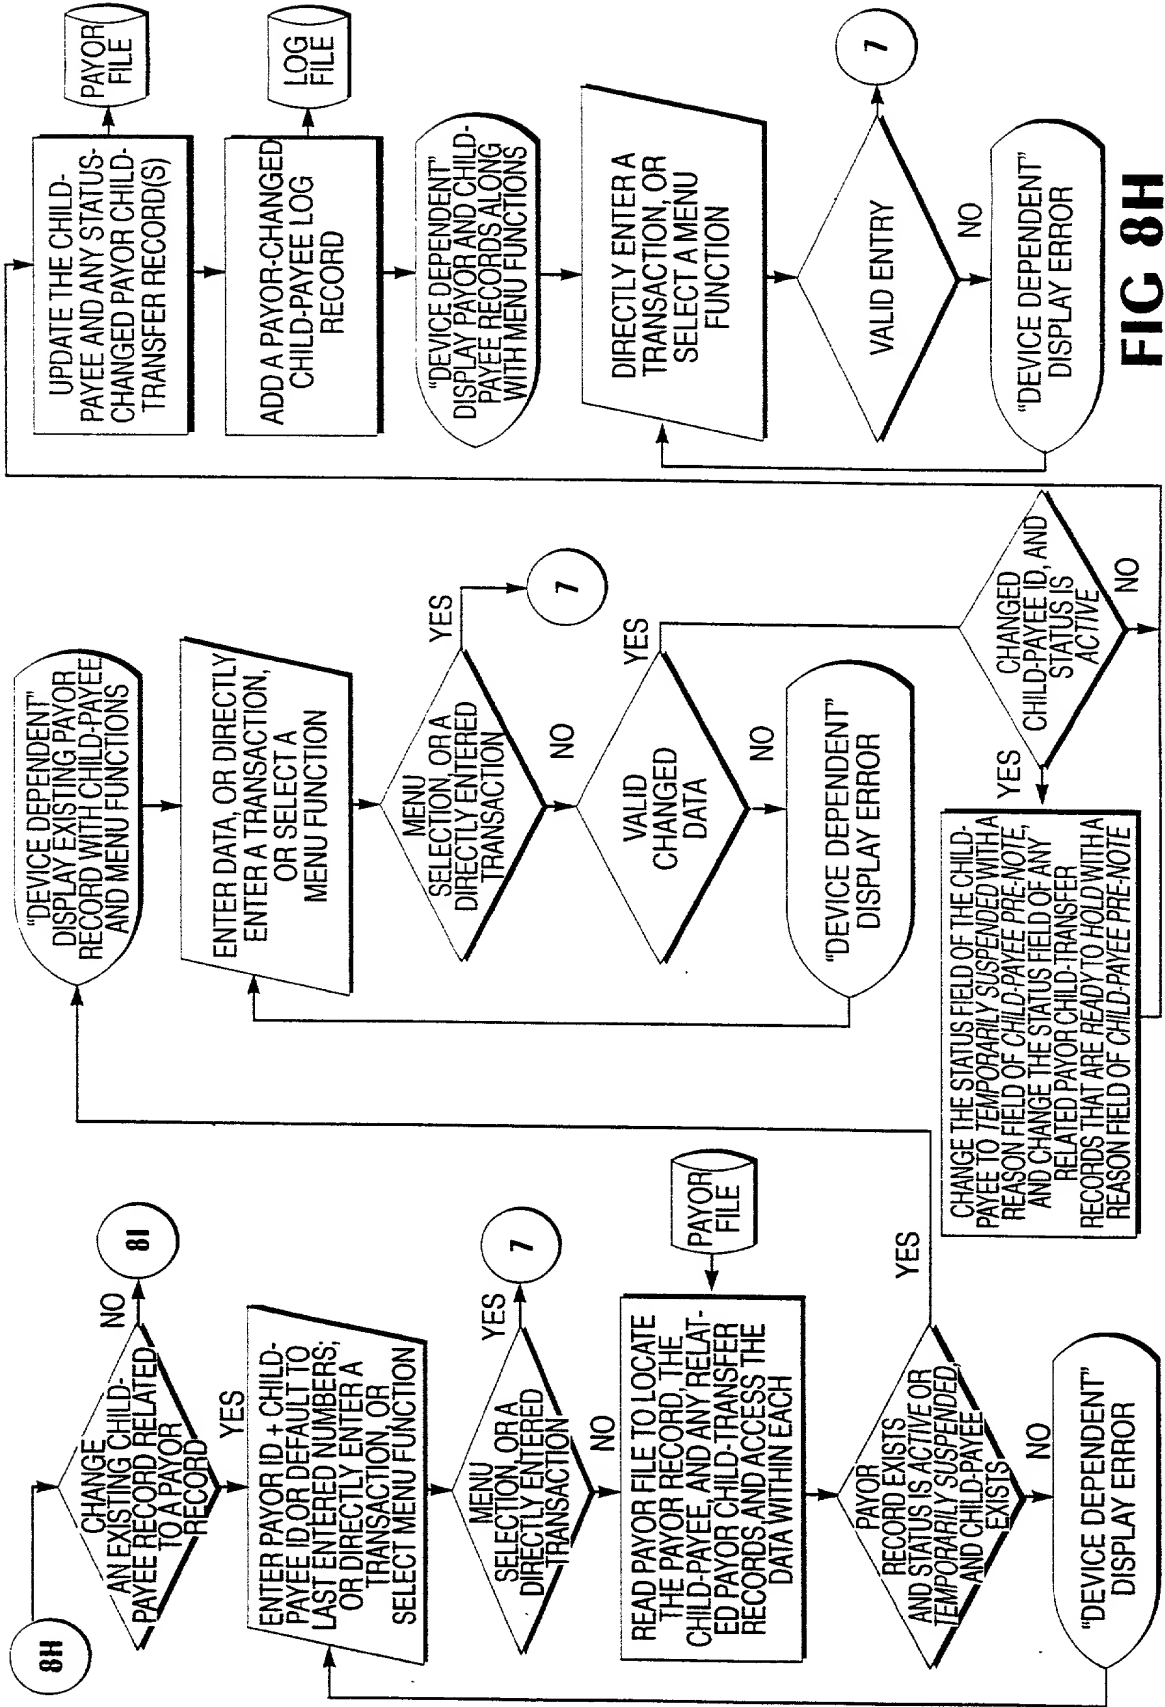 8H
CHANGE
AN EXISTING CHILD-
PAYEE RECORD RELATED
TO A PAYOR
RECORD
NO
8I
YES
ENTER PAYOR ID + CHILD-
PAYEE ID, OR DEFAULT TO
LAST ENTERED NUMBERS;
OR DIRECTLY ENTER A
TRANSACTION, OR
SELECT MENU FUNCTION
MENU
SELECTION, OR A
DIRECTLY ENTERED
TRANSACTION
YES
7
NO
READ PAYOR FILE TO LOCATE
THE PAYOR RECORD, THE
CHILD-PAYEE, AND ANY RELAT-
ED PAYOR CHILD-TRANSFER
RECORDS, AND ACCESS THE
DATA WITHIN EACH
PAYOR
FILE
PAYOR
RECORD EXISTS
AND STATUS IS ACTIVE OR
TEMPORARILY SUSPENDED,
AND CHILD-PAYEE
EXISTS
YES
NO
"DEVICE DEPENDENT"
DISPLAY ERROR
"DEVICE DEPENDENT"
DISPLAY EXISTING PAYOR
RECORD WITH CHILD-PAYEE
AND MENU FUNCTIONS
ENTER DATA, OR DIRECTLY
ENTER A TRANSACTION,
OR SELECT A
MENU FUNCTION
MENU
SELECTION, OR A
DIRECTLY ENTERED
TRANSACTION
YES
7
NO
VALID
CHANGED
DATA
YES
NO
"DEVICE DEPENDENT"
DISPLAY ERROR
CHANGED
CHILD-PAYEE ID, AND
STATUS IS
ACTIVE
YES
NO
CHANGE THE STATUS FIELD OF THE CHILD-
PAYEE TO TEMPORARILY SUSPENDED WITH A
REASON FIELD OF CHILD-PAYEE PRE-NOTE,
AND CHANGE THE STATUS FIELD OF ANY
RELATED PAYOR CHILD-TRANSFER
RECORDS THAT ARE READY TO HOLD WITH A
REASON FIELD OF CHILD-PAYEE PRE-NOTE
UPDATE THE CHILD-
PAYEE AND ANY STATUS-
CHANGED PAYOR CHILD-
TRANSFER RECORD(S)
PAYOR
FILE
ADD A PAYOR-CHANGED
CHILD-PAYEE LOG
RECORD
LOG
FILE
"DEVICE DEPENDENT"
DISPLAY PAYOR AND CHILD-
PAYEE RECORDS ALONG
WITH MENU FUNCTIONS
DIRECTLY ENTER A
TRANSACTION, OR
SELECT A MENU
FUNCTION
VALID ENTRY
7
NO
"DEVICE DEPENDENT"
DISPLAY ERROR
FIG 8H